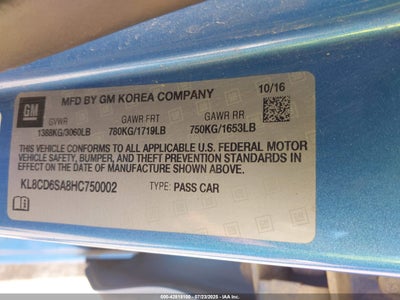 MFD BY GM KOREA COMPANY 10/16
GM
GVWR GAWR FRT GAWR RR
1388KG/3060LB 780KG/1719LB 750KG/1653LB
THIS VEHICLE CONFORMS TO ALL APPLICABLE U.S. FEDERAL MOTOR
VEHICLE SAFETY, BUMPER, AND THEFT PREVENTION STANDARDS IN
EFFECT ON THE DATE OF MANUFACTURE SHOWN ABOVE.
KL8CD6SA8HC750002 TYPE: PASS CAR